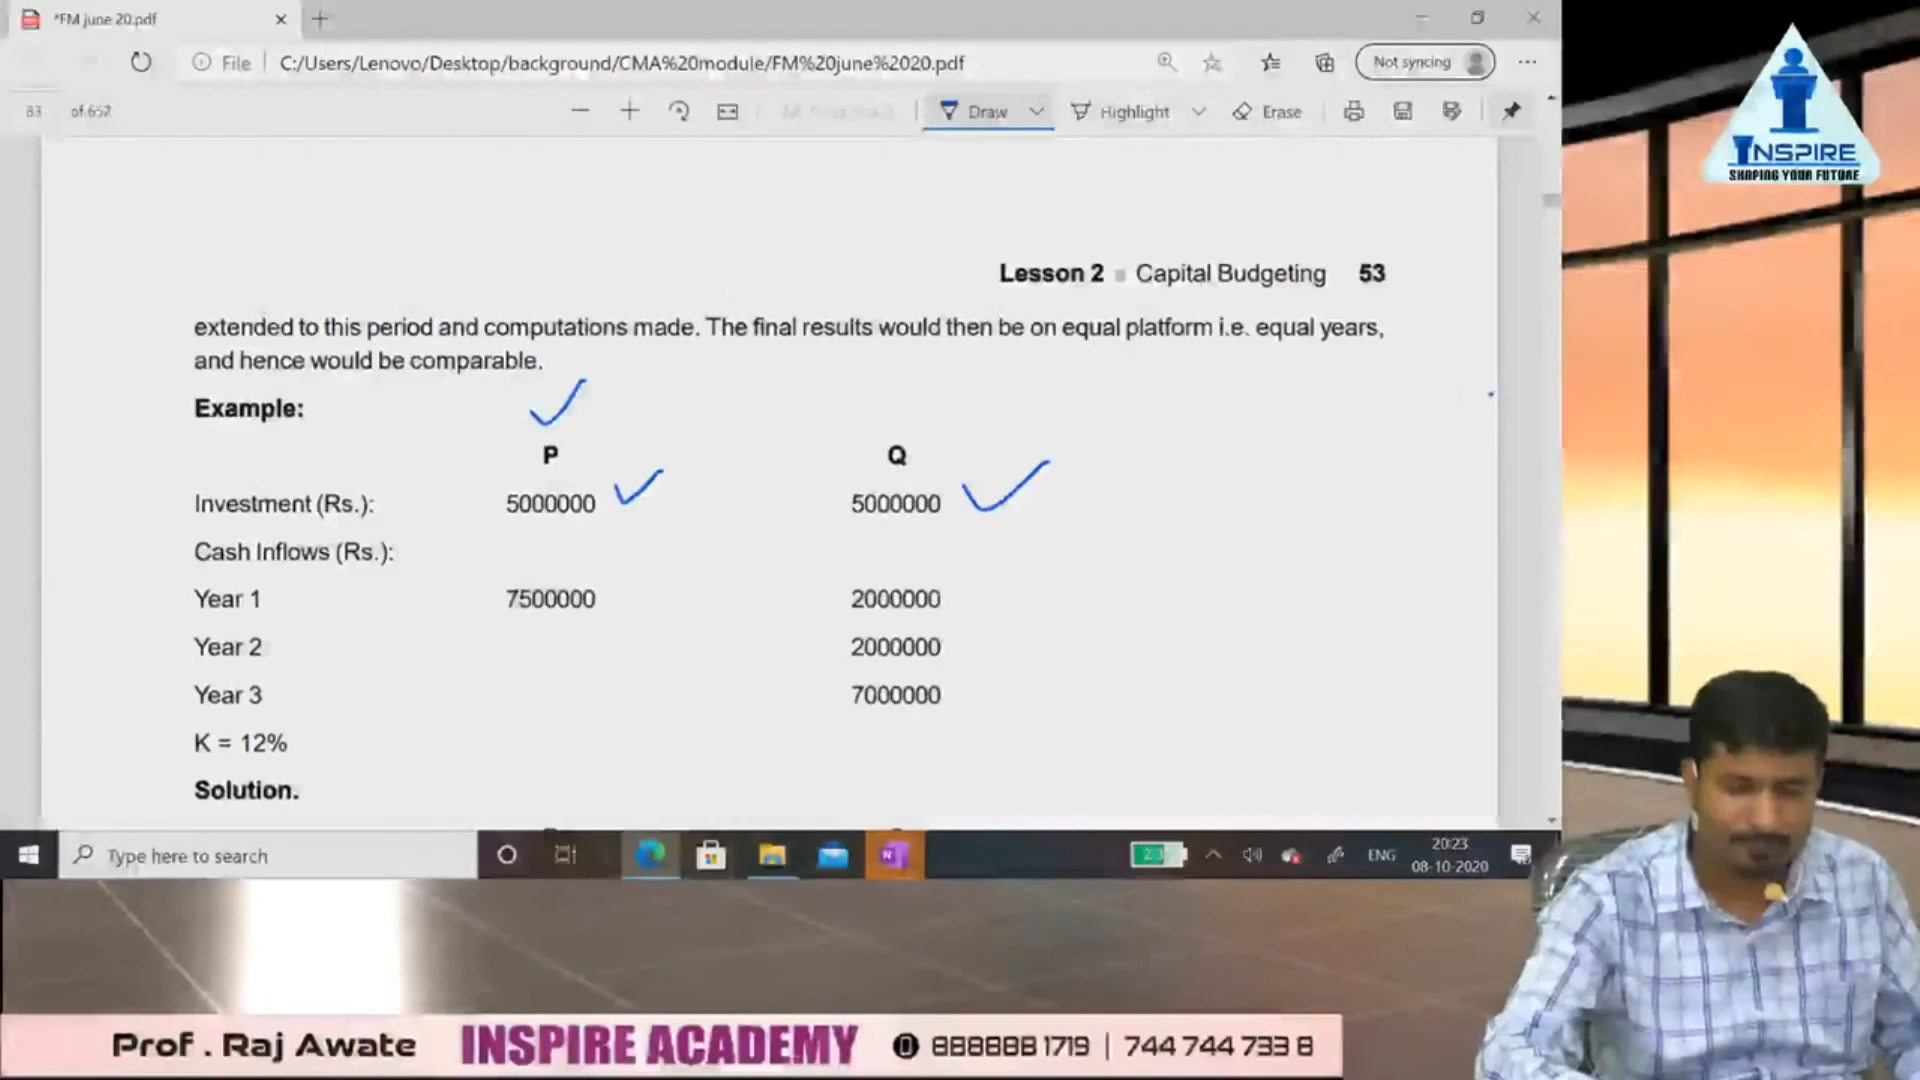 *FM june 20.pdf
File C:/Users/Lenovo/Desktop/background/CMA%20module/FM%20june%2020.pdf Not syncing
83 of 652 Draw Highlight Erase
INSPIRE
SHAPING YOUR FUTURE
Lesson 2 Capital Budgeting 53
extended to this period and computations made. The final results would then be on equal platform i.e. equal years,
and hence would be comparable.
Example:
P Q
Investment (Rs.): 5000000 5000000
Cash Inflows (Rs.):
Year 1 7500000 2000000
Year 2 2000000
Year 3 7000000
K = 12%
Solution.
Type here to search ENG 20:23
08-10-2020
Prof . Raj Awate INSPIRE ACADEMY 888888 1719 | 744 744 733 8